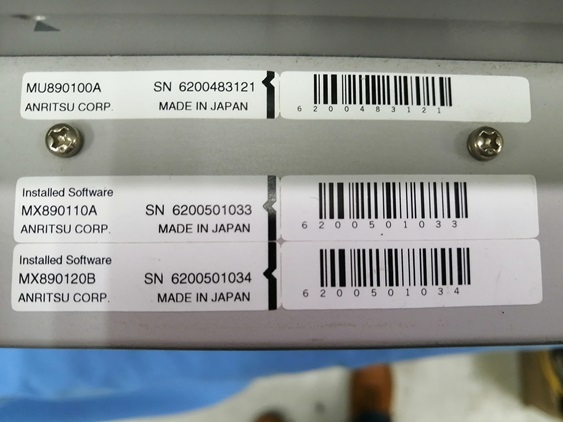 MU890100A SN 6200483121
ANRITSU CORP. MADE IN JAPAN
6200483121
Installed Software
MX890110A SN 6200501033
ANRITSU CORP. MADE IN JAPAN
6200501033
Installed Software
MX890120B SN 6200501034
ANRITSU CORP. MADE IN JAPAN
6200501034